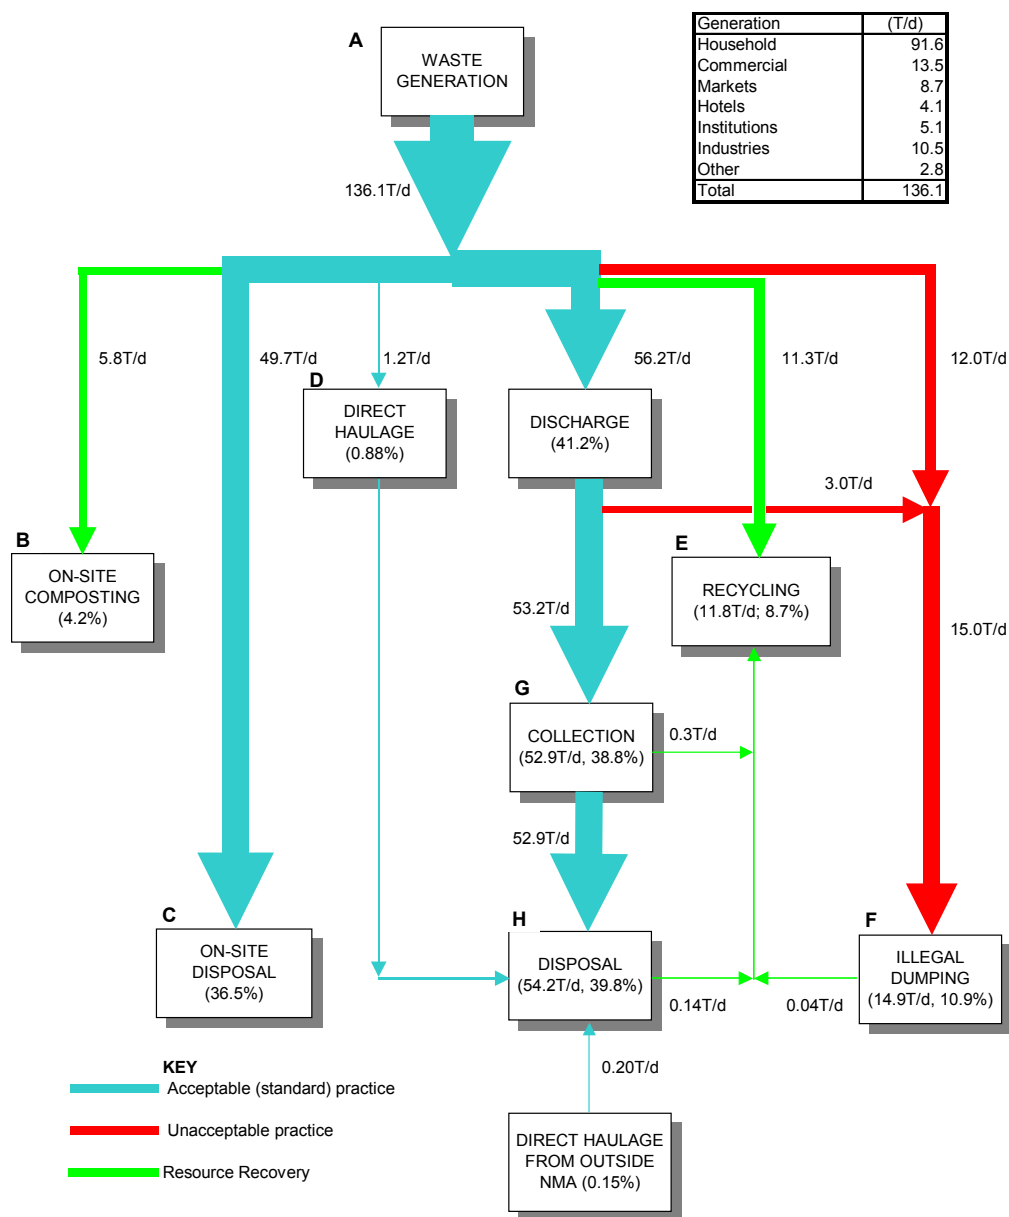 A
WASTE
GENERATION
Generation (T/d)
Household 91.6
Commercial 13.5
Markets 8.7
Hotels 4.1
Institutions 5.1
Industries 10.5
Other 2.8
Total 136.1
136.1T/d
5.8T/d
49.7T/d
1.2T/d
56.2T/d
11.3T/d
12.0T/d
D
DIRECT
HAULAGE
(0.88%)
DISCHARGE
(41.2%)
3.0T/d
B
ON-SITE
COMPOSTING
(4.2%)
E
RECYCLING
(11.8T/d; 8.7%)
53.2T/d
15.0T/d
G
COLLECTION
(52.9T/d, 38.8%)
0.3T/d
52.9T/d
C
ON-SITE
DISPOSAL
(36.5%)
H
DISPOSAL
(54.2T/d, 39.8%)
0.14T/d
0.04T/d
F
ILLEGAL
DUMPING
(14.9T/d, 10.9%)
0.20T/d
DIRECT HAULAGE
FROM OUTSIDE
NMA (0.15%)
KEY
Acceptable (standard) practice
Unacceptable practice
Resource Recovery